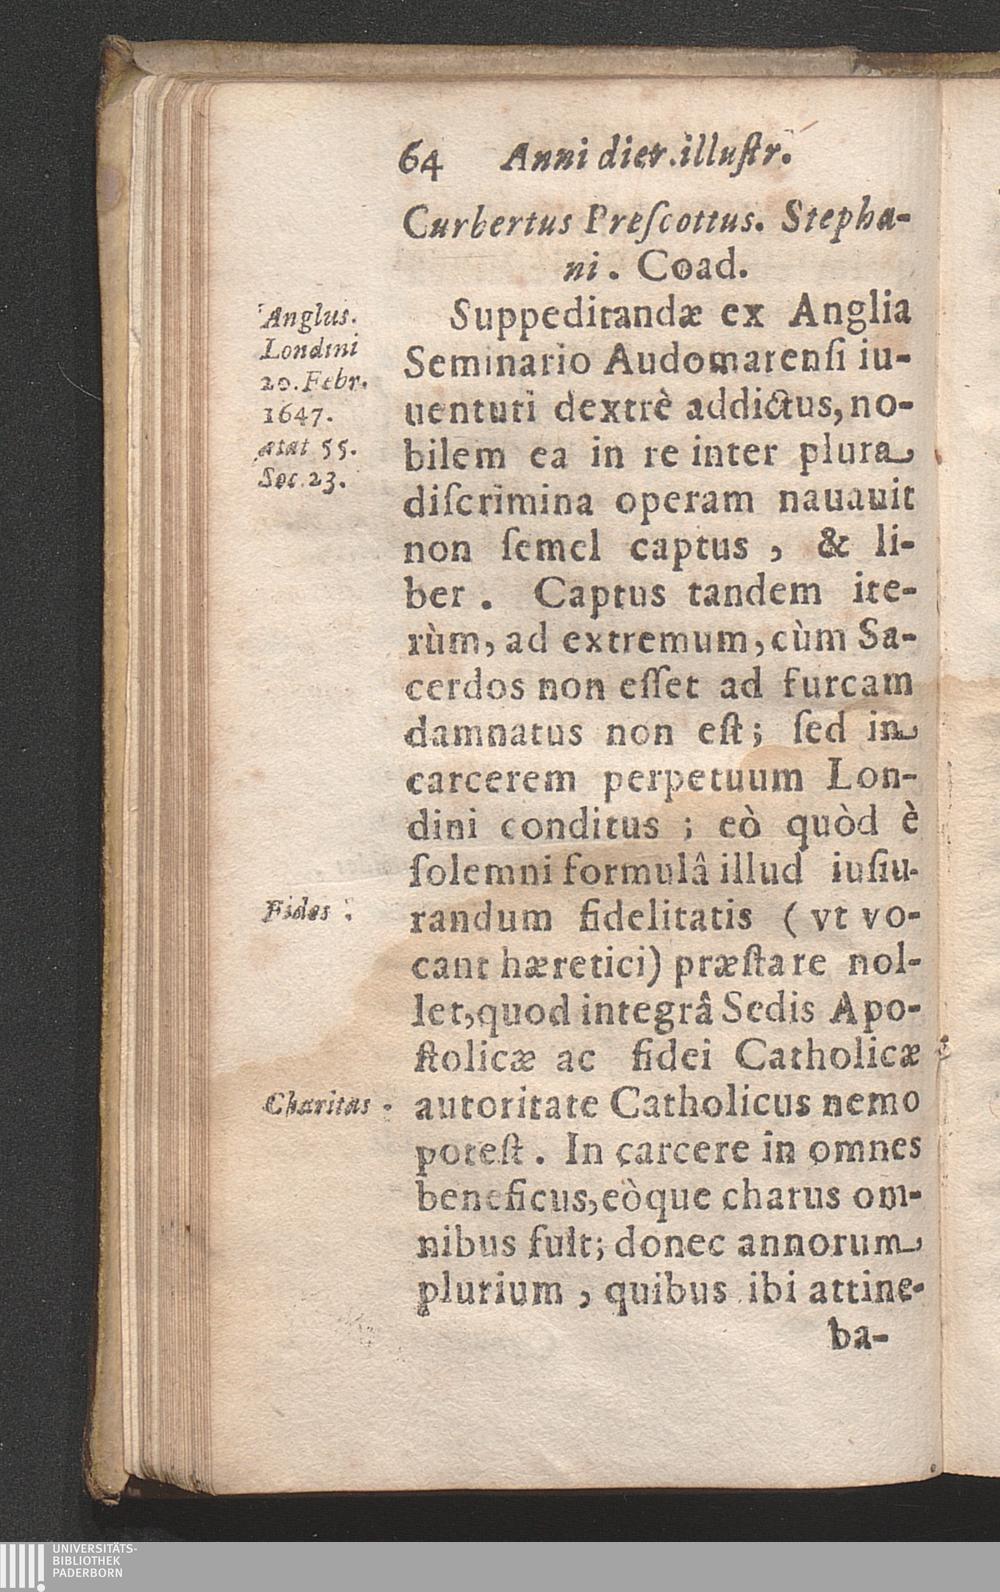 64 Anni dier.illuſtr.
Curbertus Preſcottus. Stepha-
ni. Coad.
Anglus.
Londini
20. Febr.
1647.
ætat 55.
Soc. 23.
Suppeditandæ ex Anglia
Seminario Audomarenſi iu-
uentuti dextrè addictus, no-
bilem ea in re inter plura
diſcrimina operam nauauit
non ſemel captus, & li-
ber. Captus tandem ite-
rùm, ad extremum, cùm Sa-
cerdos non eſſet ad furcam
damnatus non eſt; ſed in
carcerem perpetuum Lon-
dini conditus; eò quòd è
ſolemni formulâ illud iuſiu-
Fides
randum fidelitatis (vt vo-
cant hæretici) præſtare nol-
let, quod integrâ Sedis Apo-
ſtolicæ ac fidei Catholicæ
Charitas
autoritate Catholicus nemo
poteſt. In carcere in omnes
beneficus, eòque charus om-
nibus fuit; donec annorum
plurium, quibus ibi attine-
ba-
UNIVERSITÄTS-
BIBLIOTHEK
PADERBORN